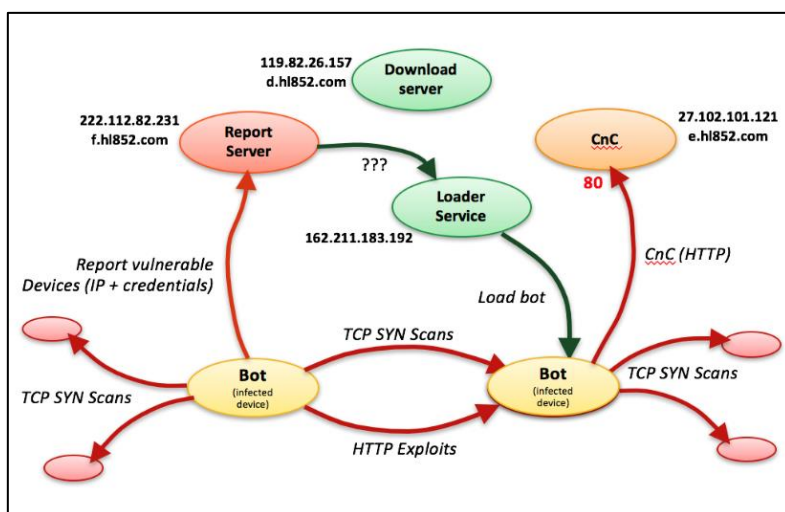 119.82.26.157
d.hl852.com
Download
server
222.112.82.231
f.hl852.com
Report
Server
27.102.101.121
e.hl852.com
CnC
80
???
Loader
Service
162.211.183.192
Report vulnerable
Devices (IP + credentials)
CnC (HTTP)
Load bot
TCP SYN Scans
TCP SYN Scans
Bot
(infected
device)
Bot
(infected
device)
TCP SYN Scans
HTTP Exploits